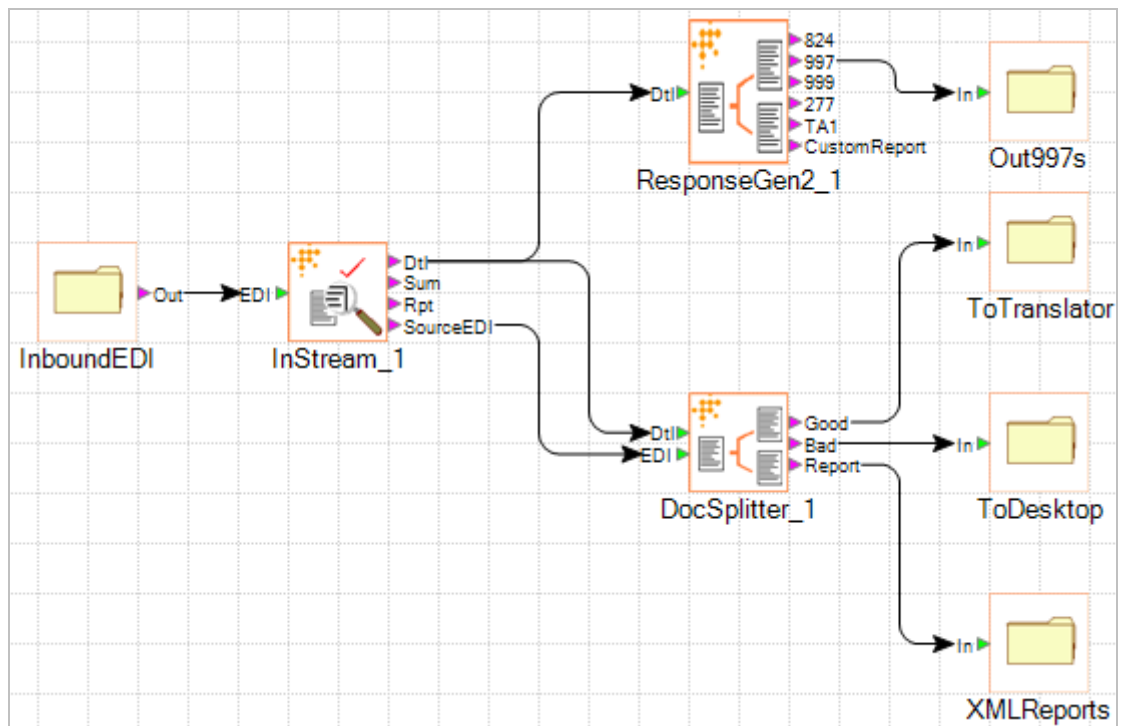 824
997
999
277
TA1
CustomReport
Dtl
ResponseGen2_1
In
Out997s
In
ToTranslator
Out
InboundEDI
EDI
Dtl
Sum
Rpt
SourceEDI
InStream_1
Dtl
EDI
Good
Bad
Report
DocSplitter_1
In
ToDesktop
In
XMLReports